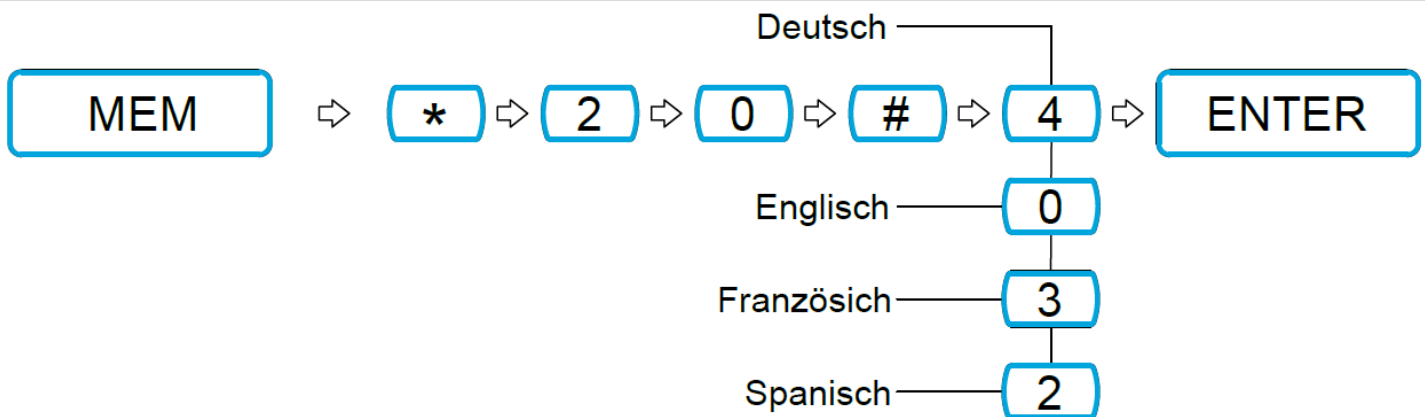 Deutsch
MEM ⇨ * ⇨ 2 ⇨ 0 ⇨ # ⇨ 4 ⇨ ENTER
Englisch 0
Französich 3
Spanisch 2